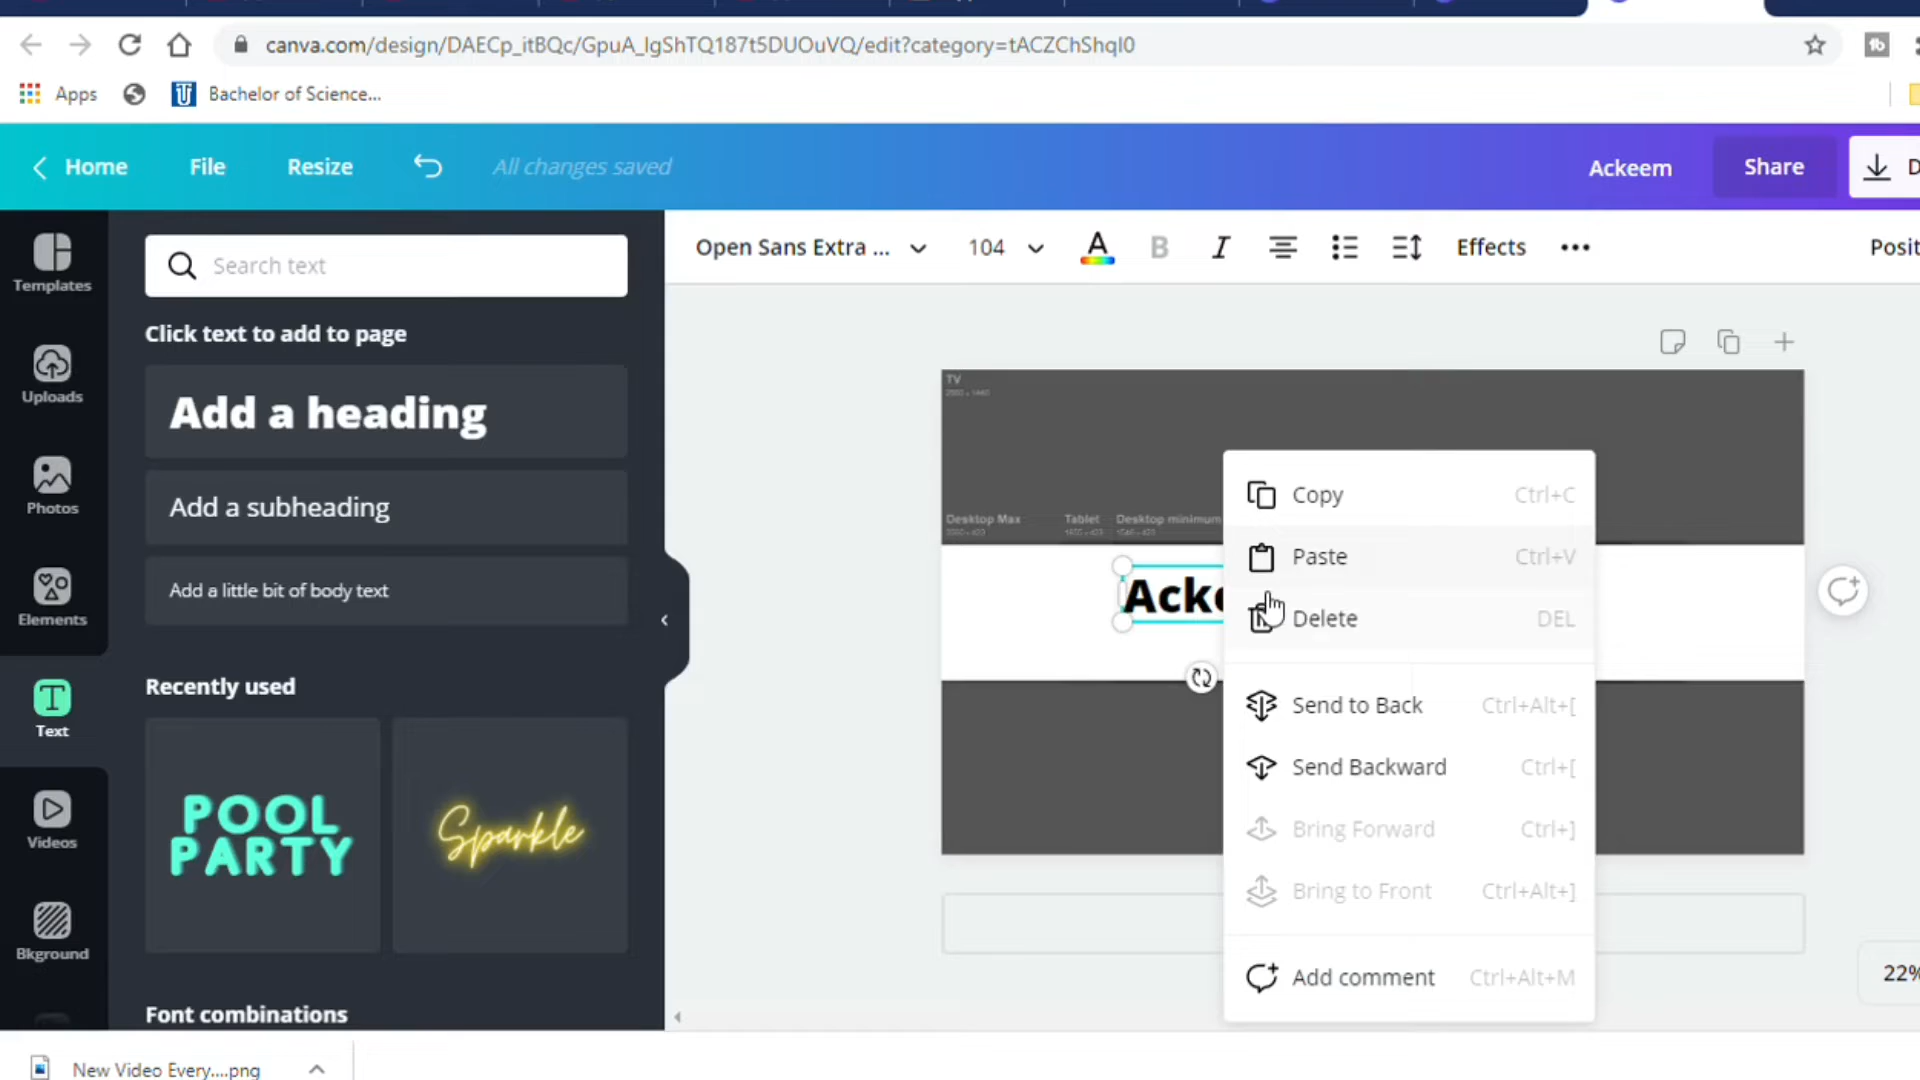 canva.com/design/DAECp_itBQc/GpuA_lgShTQ187t5DUOuVQ/edit?category=tACZChShqI0
Apps
Bachelor of Science...
Home
File
Resize
All changes saved
Ackeem
Share
D
Templates
Uploads
Photos
Elements
Text
Videos
Bkground
Search text
Click text to add to page
Add a heading
Add a subheading
Add a little bit of body text
Recently used
POOL
PARTY
Sparkle
Font combinations
Open Sans Extra ...
104
A
B
I
Effects
Posit
TV
Desktop Max
Tablet
Desktop minimum
Acke
Copy Ctrl+C
Paste Ctrl+V
Delete DEL
Send to Back Ctrl+Alt+[
Send Backward Ctrl+[
Bring Forward Ctrl+]
Bring to Front Ctrl+Alt+]
Add comment Ctrl+Alt+M
22%
New Video Every....png